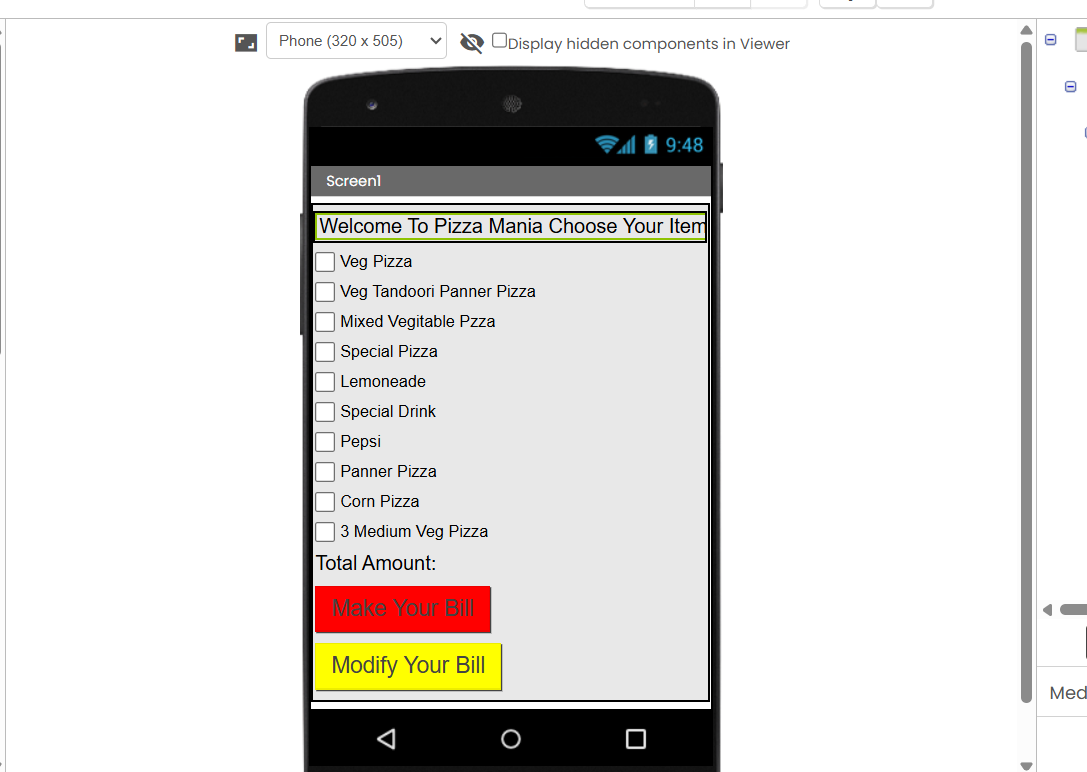 Phone (320 x 505)
Display hidden components in Viewer
9:48
Screen1
Welcome To Pizza Mania Choose Your Item
Veg Pizza
Veg Tandoori Panner Pizza
Mixed Vegitable Pzza
Special Pizza
Lemoneade
Special Drink
Pepsi
Panner Pizza
Corn Pizza
3 Medium Veg Pizza
Total Amount:
Make Your Bill
Modify Your Bill
Med